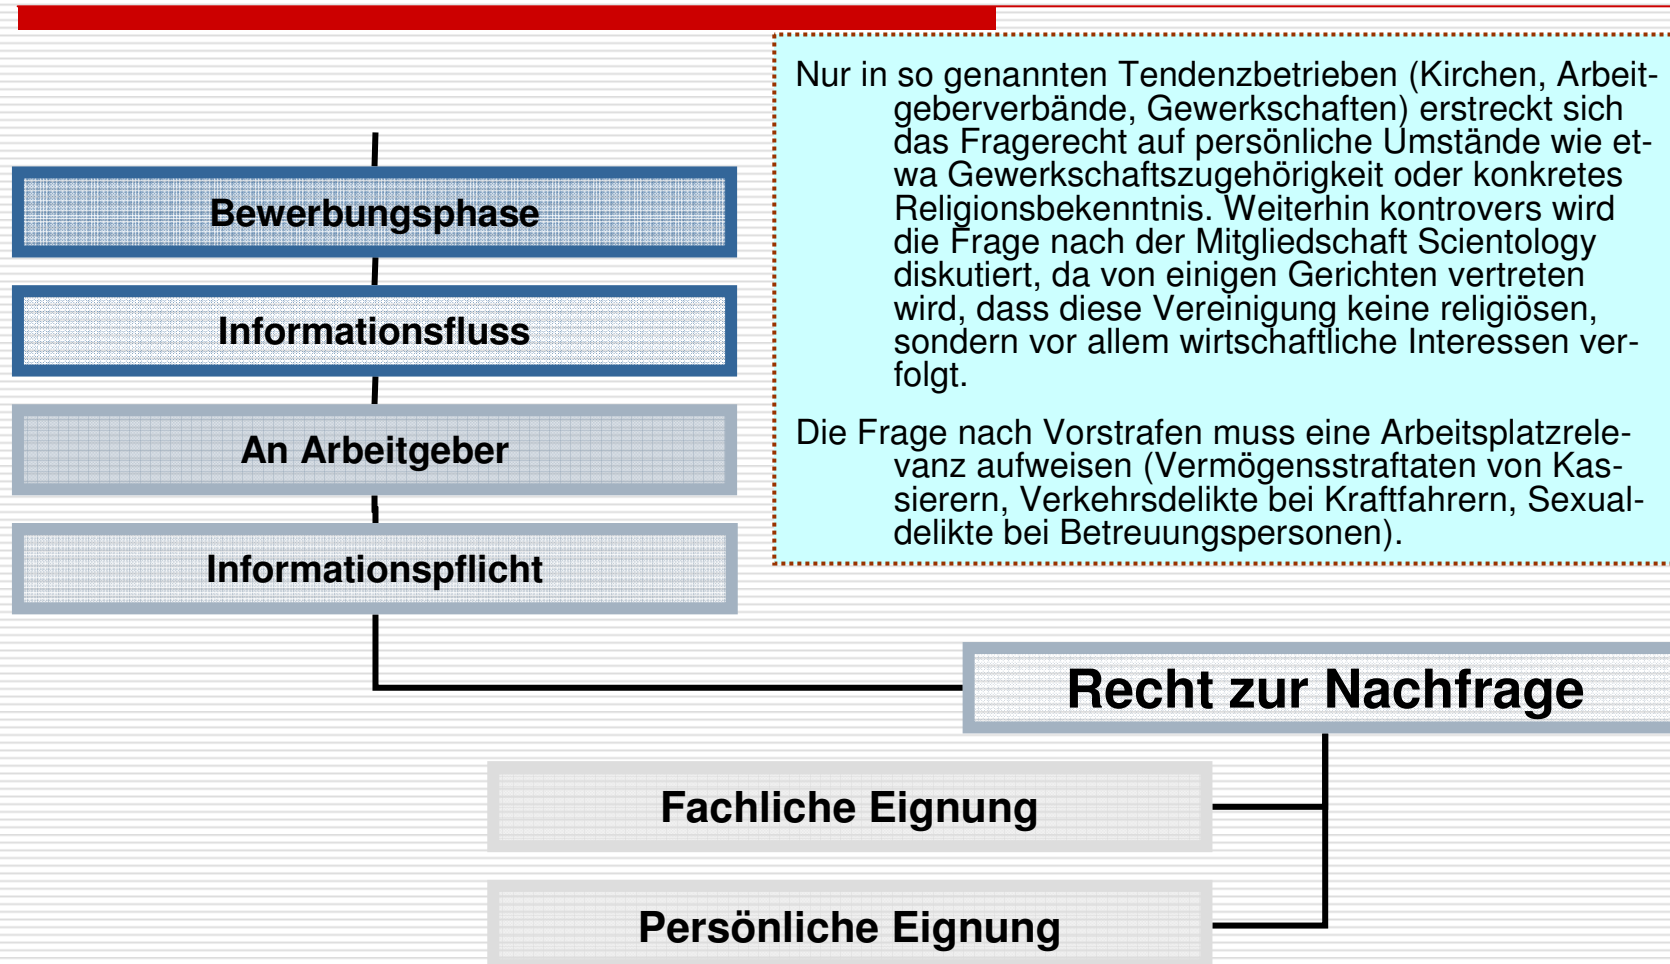 Nur in so genannten Tendenzbetrieben (Kirchen, Arbeit-
geberverbände, Gewerkschaften) erstreckt sich
das Fragerecht auf persönliche Umstände wie et-
wa Gewerkschaftszugehörigkeit oder konkretes
Religionsbekenntnis. Weiterhin kontrovers wird
die Frage nach der Mitgliedschaft Scientology
diskutiert, da von einigen Gerichten vertreten
wird, dass diese Vereinigung keine religiösen,
sondern vor allem wirtschaftliche Interessen ver-
folgt.
Die Frage nach Vorstrafen muss eine Arbeitsplatzrele-
vanz aufweisen (Vermögensstraftaten von Kas-
sierern, Verkehrsdelikte bei Kraftfahrern, Sexual-
delikte bei Betreuungspersonen).
Bewerbungsphase
Informationsfluss
An Arbeitgeber
Informationspflicht
Recht zur Nachfrage
Fachliche Eignung
Persönliche Eignung